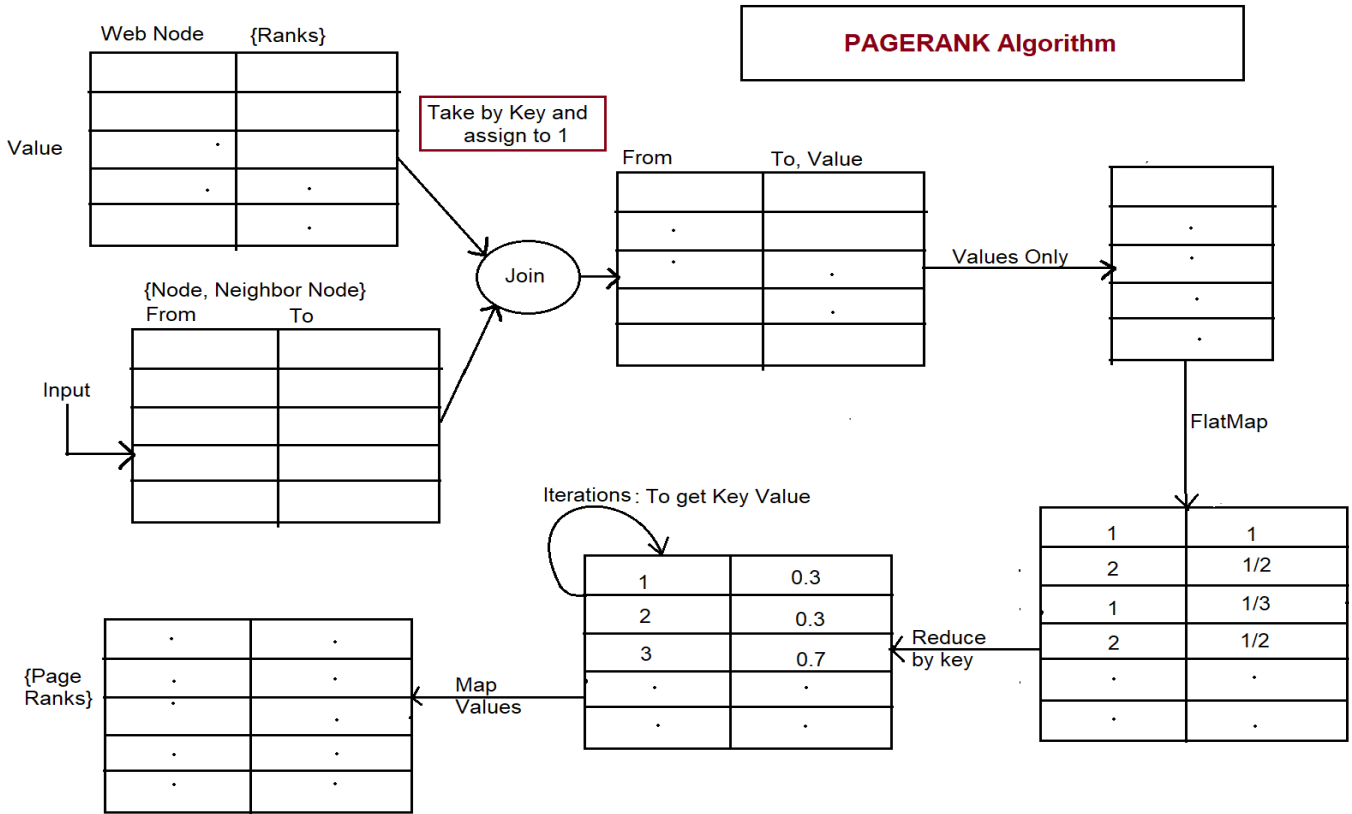 PAGERANK Algorithm
Web Node {Ranks}
Value
Take by Key and
assign to 1
{Node, Neighbor Node}
From To
Input
Join
From To, Value
Values Only
FlatMap
1 1
2 1/2
1 1/3
2 1/2
Reduce
by key
Iterations : To get Key Value
1 0.3
2 0.3
3 0.7
Map
Values
{Page
Ranks}